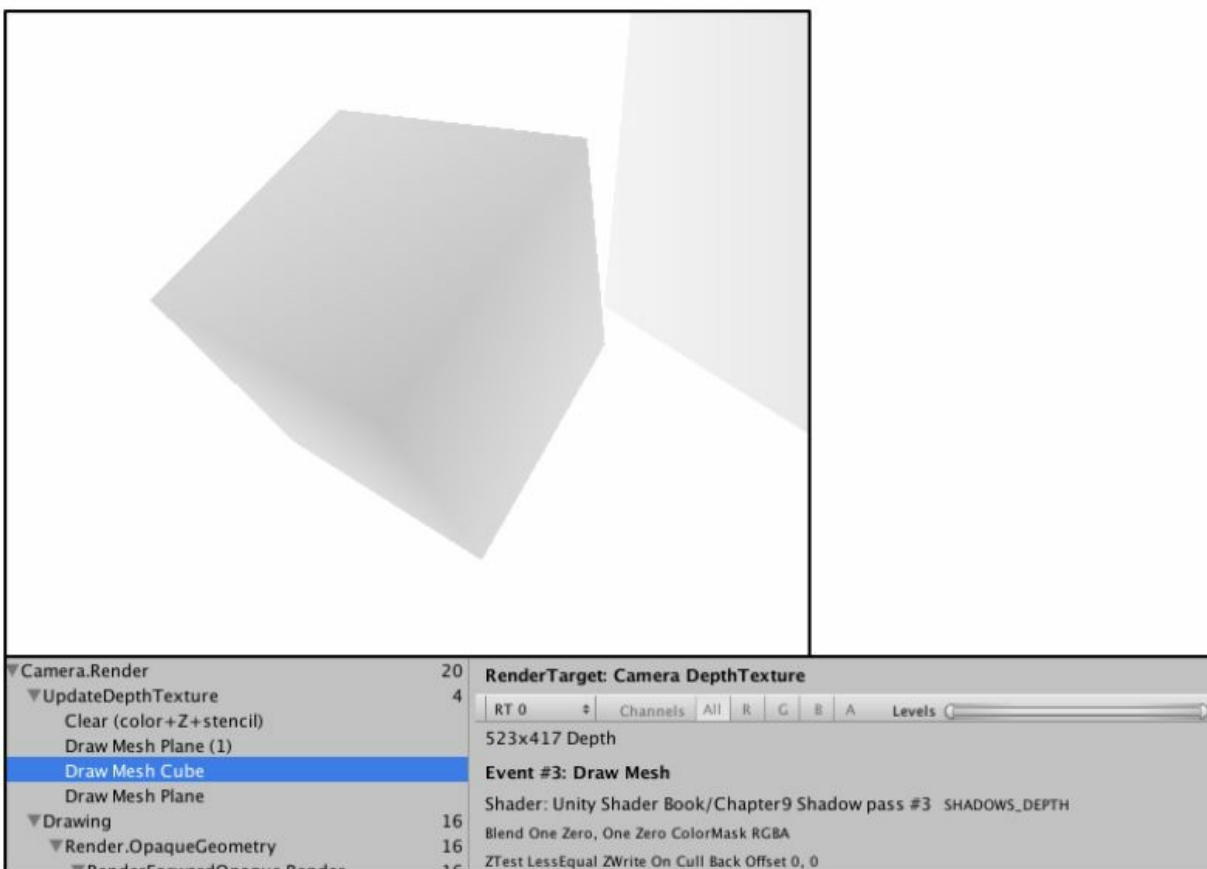 Camera.Render 20
UpdateDepthTexture 4
Clear (color+Z+stencil)
Draw Mesh Plane (1)
Draw Mesh Cube
Draw Mesh Plane
Drawing 16
Render.OpaqueGeometry 16
RenderForwardOpaque.Render 16
RenderTarget: Camera DepthTexture
RT 0 Channels All R G B A Levels
523x417 Depth
Event #3: Draw Mesh
Shader: Unity Shader Book/Chapter9 Shadow pass #3 SHADOWS_DEPTH
Blend One Zero, One Zero ColorMask RGBA
ZTest LessEqual ZWrite On Cull Back Offset 0, 0